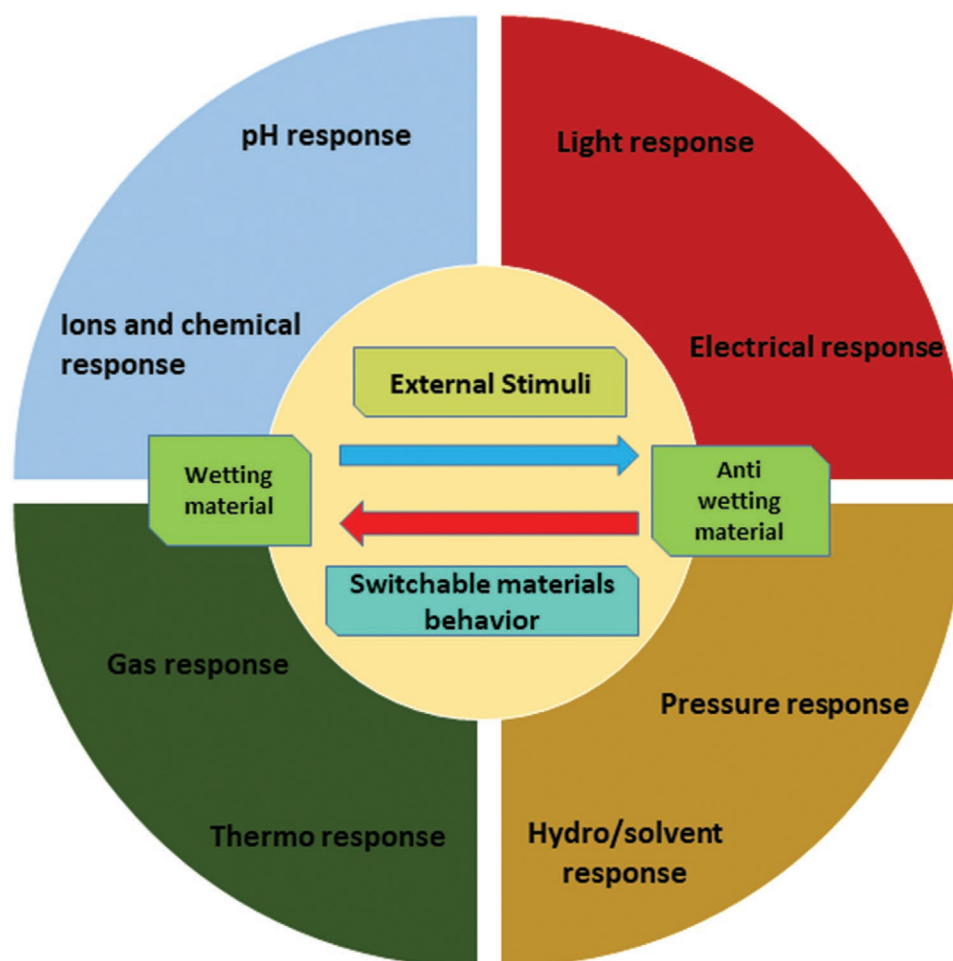 pH response
Light response
Ions and chemical
response
Electrical response
External Stimuli
Wetting
material
Anti
wetting
material
Switchable materials
behavior
Gas response
Pressure response
Thermo response
Hydro/solvent
response